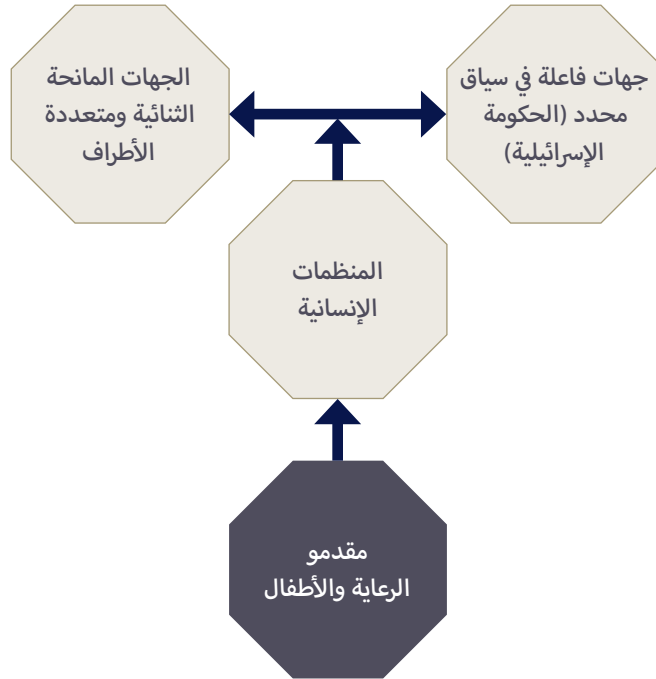 جهات فاعلة في سياق
محدد (الحكومة
الإسرائيلية)
الجهات المانحة
الثنائية ومتعددة
الأطراف
المنظمات
الإنسانية
مقدمو
الرعاية والأطفال